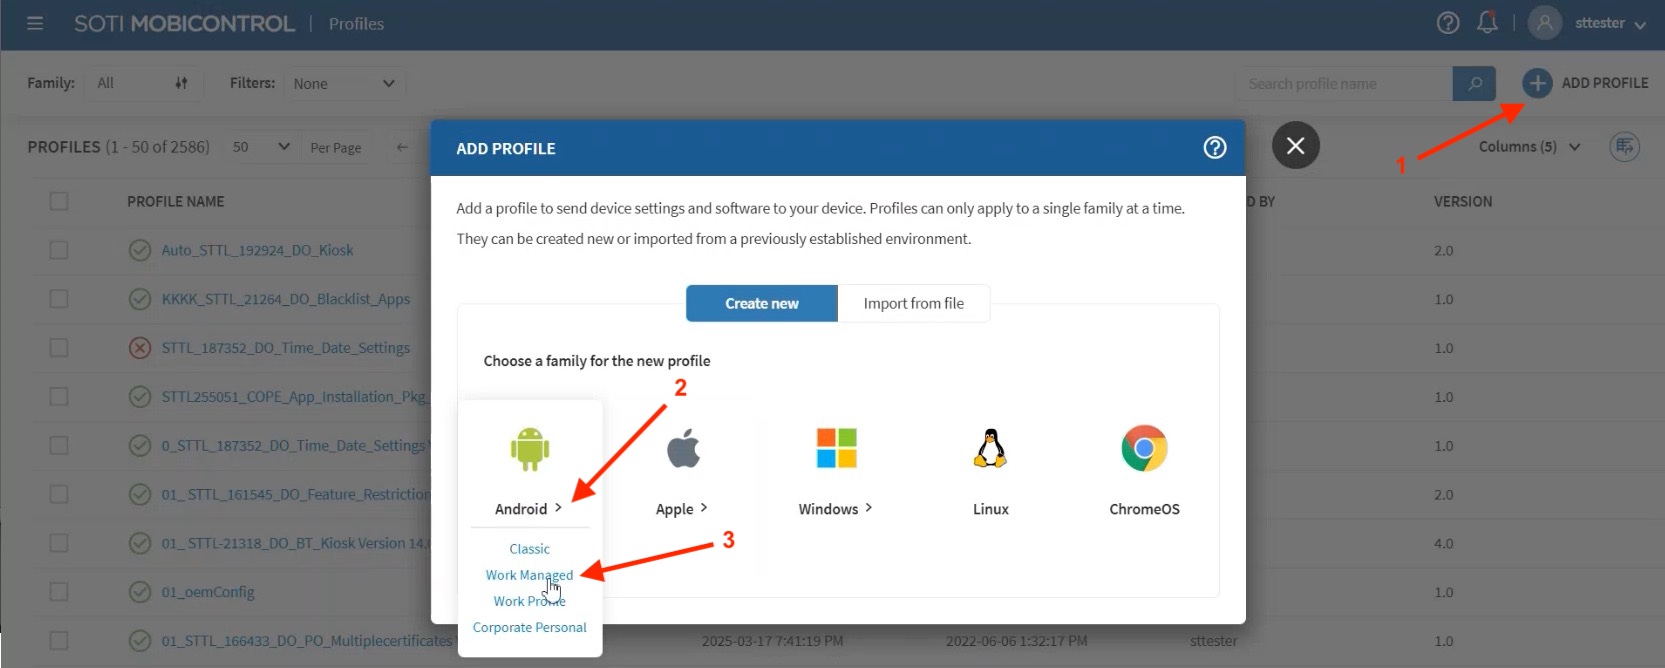 SOTI MOBICONTROL | Profiles
sttester
Family: All Filters: None
Search profile name
ADD PROFILE
1
PROFILES (1 - 50 of 2586) 50 Per Page
Columns (5)
PROFILE NAME
D BY VERSION
Auto_STTL_192924_DO_Kiosk 2.0
KKKK_STTL_21264_DO_Blacklist_Apps 1.0
STTL_187352_DO_Time_Date_Settings 1.0
STTL255051_COPE_App_Installation_Pkg_ 1.0
0_STTL_187352_DO_Time_Date_Settings 1.0
01_ STTL_161545_DO_Feature_Restriction 2.0
01_ STTL-21318_DO_BT_Kiosk Version 14. 4.0
01_oemConfig 1.0
01_STTL_166433_DO_PO_Multiplecertificates 2025-03-17 7:41:19 PM 2022-06-06 1:32:17 PM sttester 1.0
ADD PROFILE
Add a profile to send device settings and software to your device. Profiles can only apply to a single family at a time.
They can be created new or imported from a previously established environment.
Create new Import from file
Choose a family for the new profile
2
Android Apple Windows Linux ChromeOS
3
Classic
Work Managed
Work Profile
Corporate Personal